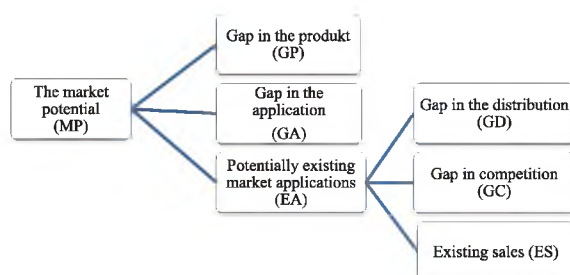 Gap in the produkt
(GP)
The market
potential
(MP)
Gap in the
application
(GA)
Potentially existing
market applications
(EA)
Gap in the distribution
(GD)
Gap in competition
(GC)
Existing sales (ES)